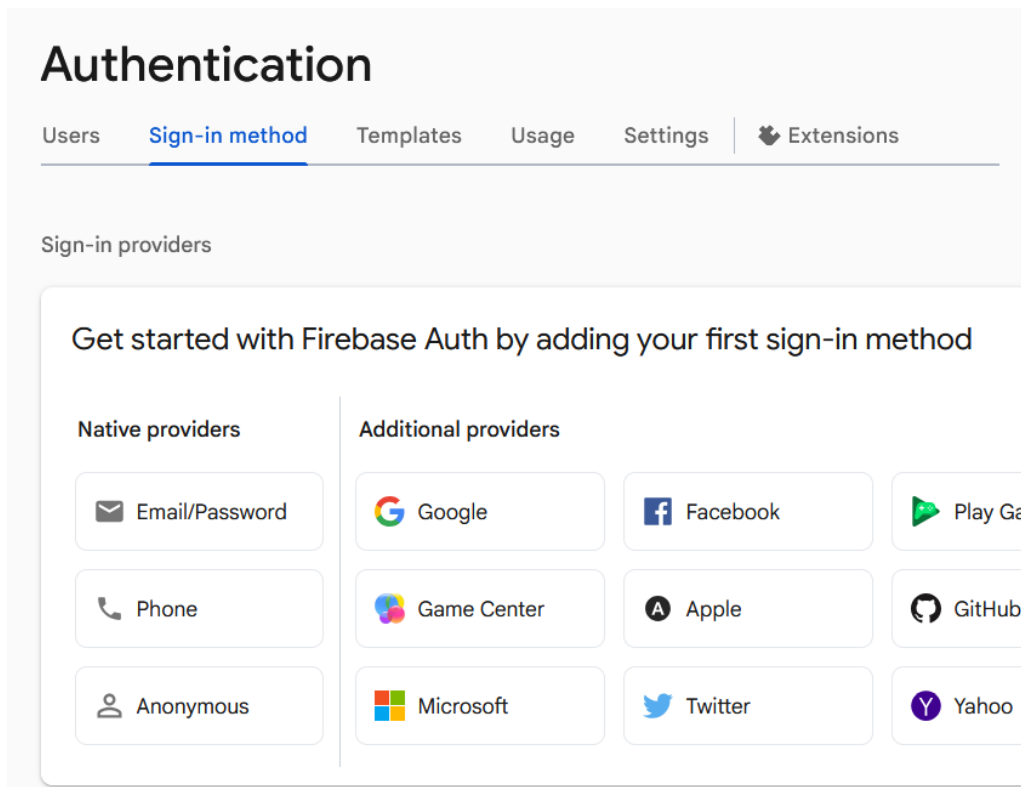 Authentication
Users Sign-in method Templates Usage Settings Extensions
Sign-in providers
Get started with Firebase Auth by adding your first sign-in method
Native providers Additional providers
Email/Password Google Facebook Play Ga
Phone Game Center Apple GitHub
Anonymous Microsoft Twitter Yahoo